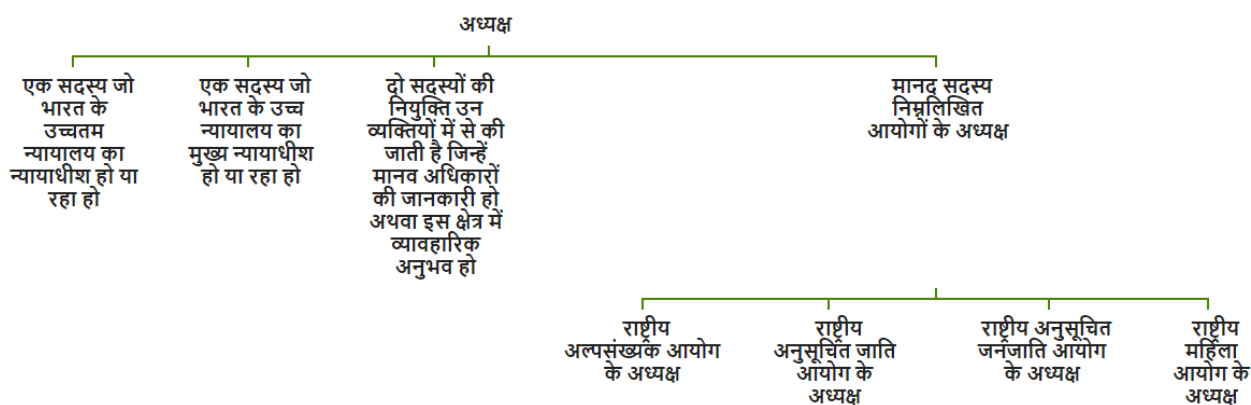 अध्यक्ष
एक सदस्य जो
भारत के
उच्चतम
न्यायालय का
न्यायाधीश हो या
रहा हो
एक सदस्य जो
भारत के उच्च
न्यायालय का
मुख्य न्यायाधीश
हो या रहा हो
दो सदस्यों की
नियुक्ति उन
व्यक्तियों में से की
जाती है जिन्हें
मानव अधिकारों
की जानकारी हो
अथवा इस क्षेत्र में
व्यावहारिक
अनुभव हो
मानद सदस्य
निम्नलिखित
आयोगों के अध्यक्ष
राष्ट्रीय
अल्पसंख्यक आयोग
के अध्यक्ष
राष्ट्रीय
अनुसूचित जाति
आयोग के
अध्यक्ष
राष्ट्रीय अनुसूचित
जनजाति आयोग
के अध्यक्ष
राष्ट्रीय
महिला
आयोग के
अध्यक्ष